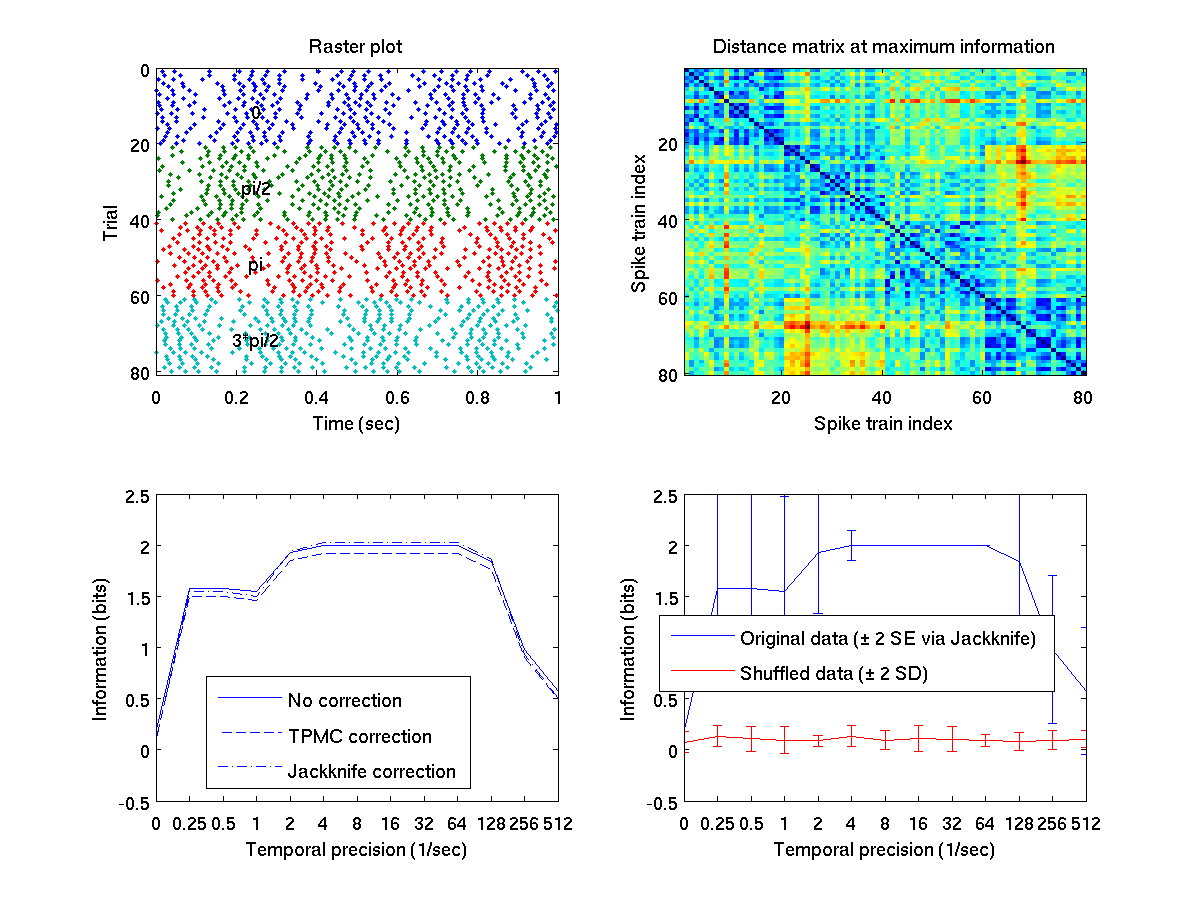 Raster plot
Trial
0
20
40
60
80
0
pi/2
pi
3*pi/2
0 0.2 0.4 0.6 0.8 1
Time (sec)
Distance matrix at maximum information
Spike train index
20
40
60
80
20 40 60 80
Spike train index
Information (bits)
2.5
2
1.5
1
0.5
0
-0.5
No correction
TPMC correction
Jackknife correction
0 0.25 0.5 1 2 4 8 16 32 64 128 256 512
Temporal precision (1/sec)
Information (bits)
2.5
2
1.5
0.5
0
-0.5
Original data (± 2 SE via Jackknife)
Shuffled data (± 2 SD)
0 0.25 0.5 1 2 4 8 16 32 64 128 256 512
Temporal precision (1/sec)